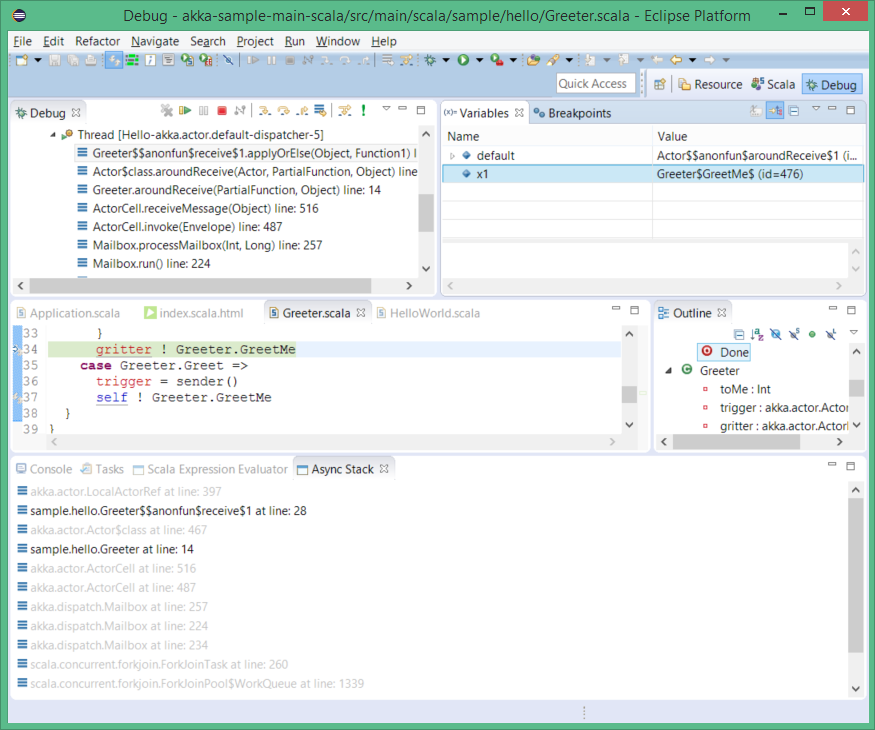 Debug - akka-sample-main-scala/src/main/scala/sample/hello/Greeter.scala - Eclipse Platform
File Edit Refactor Navigate Search Project Run Window Help
Quick Access Resource Scala Debug
Debug
Thread [Hello-akka.actor.default-dispatcher-5]
Greeter$$anonfun$receive$1.applyOrElse(Object, Function1) l
Actor$class.aroundReceive(Actor, PartialFunction, Object) line
Greeter.aroundReceive(PartialFunction, Object) line: 14
ActorCell.receiveMessage(Object) line: 516
ActorCell.invoke(Envelope) line: 487
Mailbox.processMailbox(Int, Long) line: 257
Mailbox.run() line: 224
(x)= Variables Breakpoints
Name Value
default Actor$$anonfun$aroundReceive$1 (i...
x1 Greeter$GreetMe$ (id=476)
Application.scala index.scala.html Greeter.scala HelloWorld.scala
33 }
34 gritter ! Greeter.GreetMe
35 case Greeter.Greet =>
36 trigger = sender()
37 self ! Greeter.GreetMe
38 }
39 }
Outline
Done
Greeter
toMe : Int
trigger : akka.actor.Actor
gritter : akka.actor.Actor
Console Tasks Scala Expression Evaluator Async Stack
akka.actor.LocalActorRef at line: 397
sample.hello.Greeter$$anonfun$receive$1 at line: 28
akka.actor.Actor$class at line: 467
sample.hello.Greeter at line: 14
akka.actor.ActorCell at line: 516
akka.actor.ActorCell at line: 487
akka.dispatch.Mailbox at line: 257
akka.dispatch.Mailbox at line: 224
akka.dispatch.Mailbox at line: 234
scala.concurrent.forkjoin.ForkJoinTask at line: 260
scala.concurrent.forkjoin.ForkJoinPool$WorkQueue at line: 1339